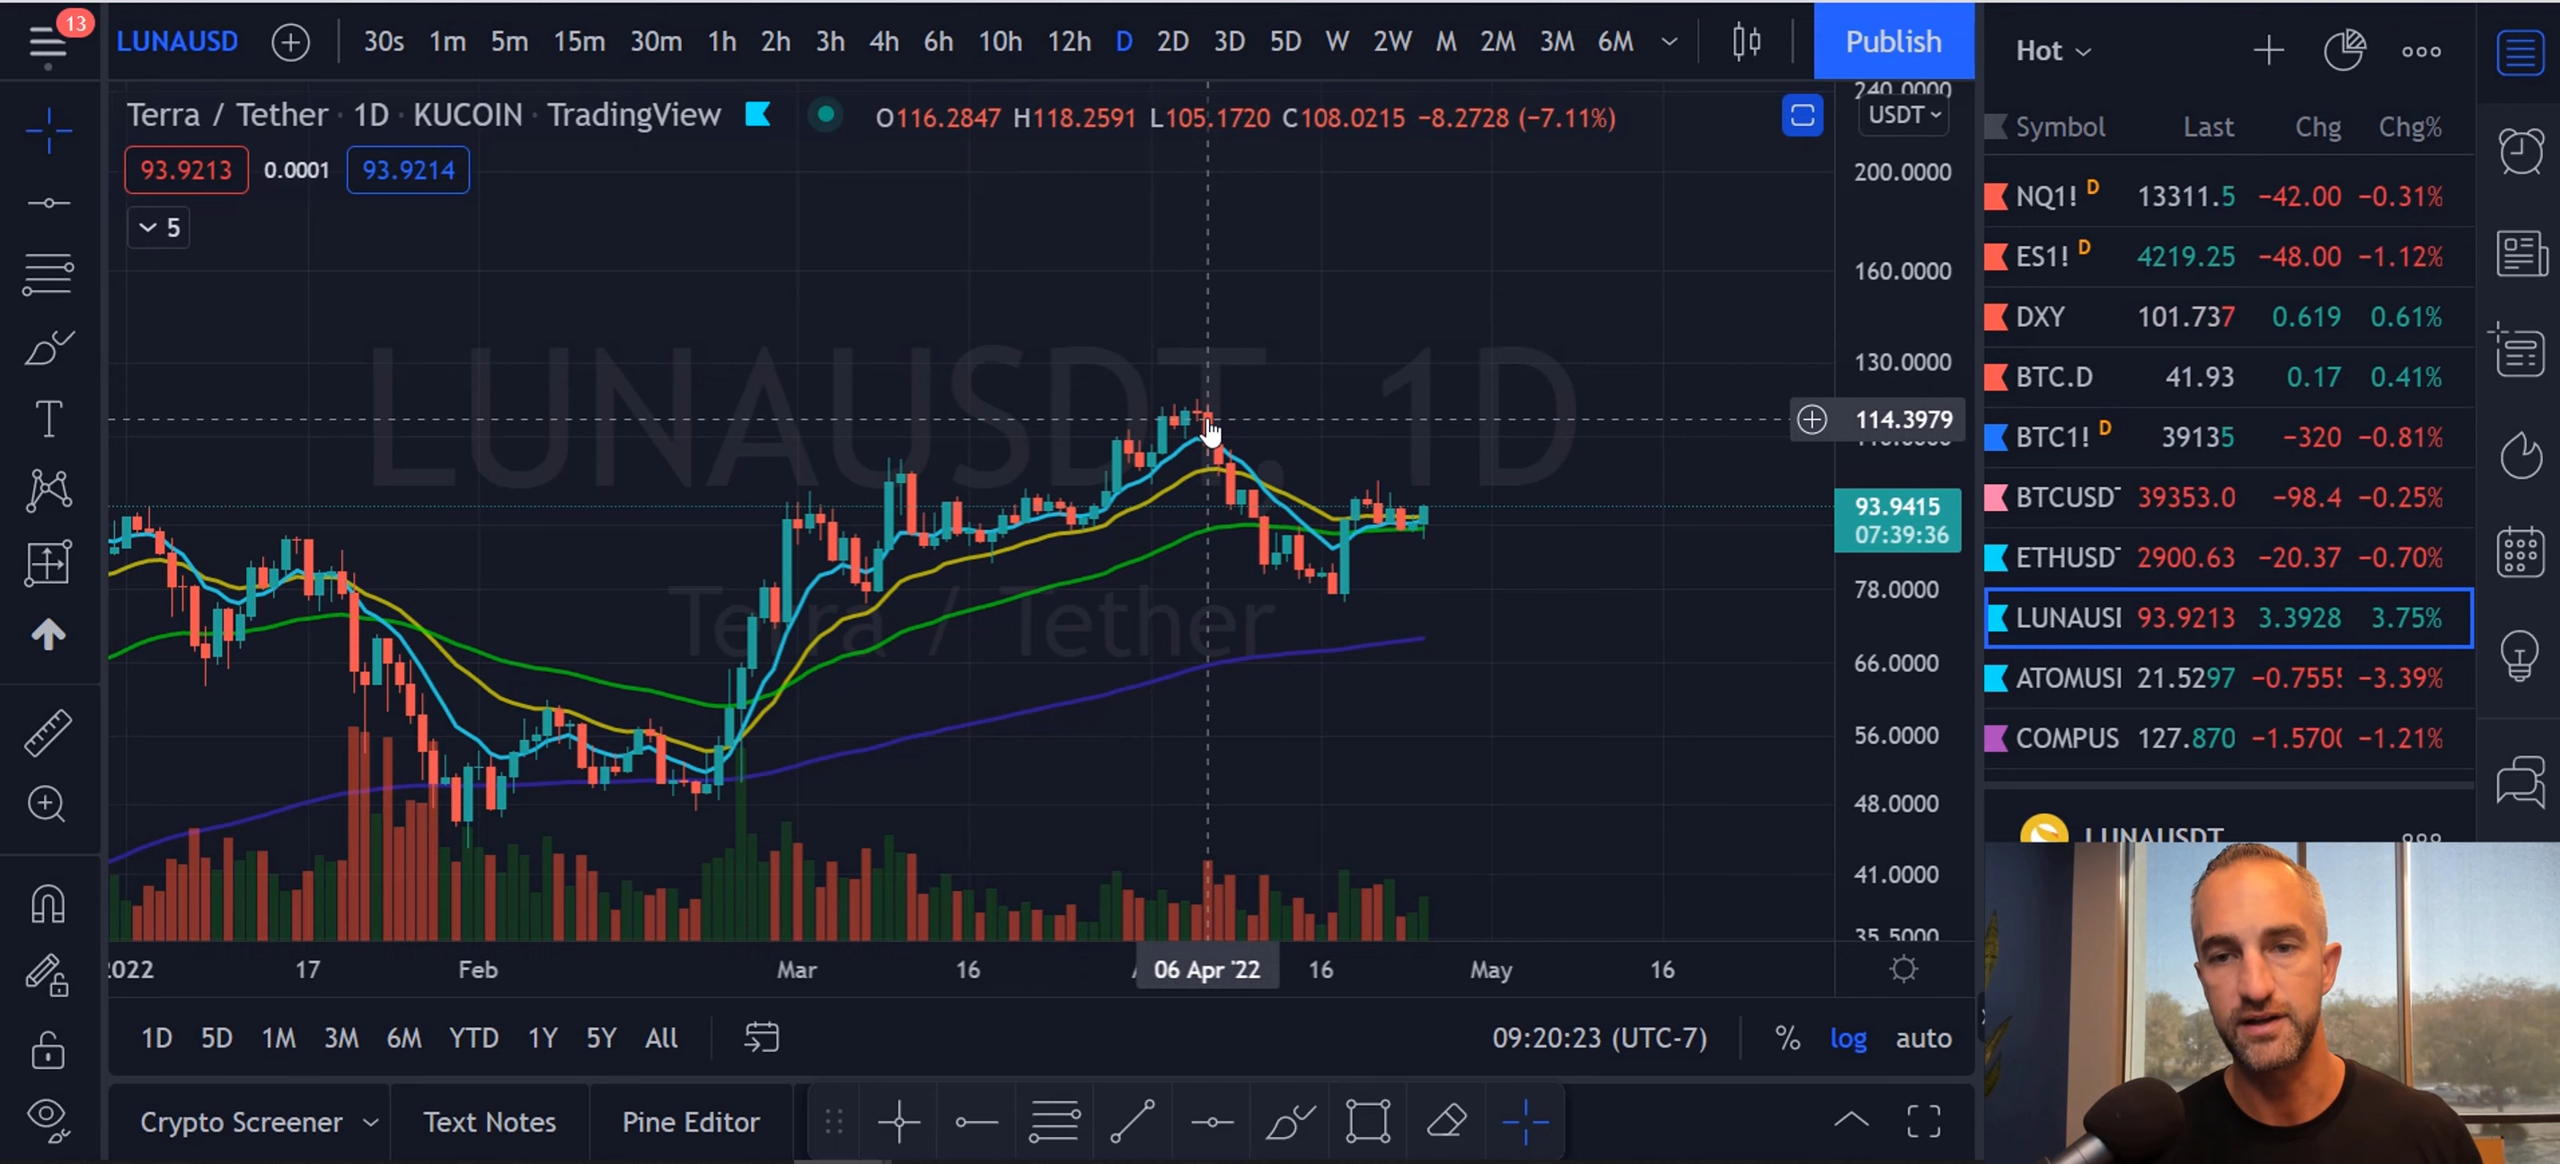 13
LUNAUSD
30s 1m 5m 15m 30m 1h 2h 3h 4h 6h 10h 12h D 2D 3D 5D W 2W M 2M 3M 6M
Publish
Hot
Terra / Tether · 1D · KUCOIN · TradingView
O116.2847 H118.2591 L105.1720 C108.0215 −8.2728 (−7.11%)
93.9213 0.0001 93.9214
5
LUNAUSDT, 1D
Terra / Tether
240.0000
USDT
200.0000
160.0000
130.0000
114.3979
93.9415
07:39:36
78.0000
66.0000
56.0000
48.0000
41.0000
35.5000
2022 17 Feb Mar 16 06 Apr '22 16 May 16
1D 5D 1M 3M 6M YTD 1Y 5Y All
09:20:23 (UTC-7) % log auto
Crypto Screener Text Notes Pine Editor
Symbol Last Chg Chg%
NQ1! D 13311.5 −42.00 −0.31%
ES1! D 4219.25 −48.00 −1.12%
DXY 101.737 0.619 0.61%
BTC.D 41.93 0.17 0.41%
BTC1! D 39135 −320 −0.81%
BTCUSD 39353.0 −98.4 −0.25%
ETHUSD 2900.63 −20.37 −0.70%
LUNAUSI 93.9213 3.3928 3.75%
ATOMUSI 21.5297 −0.755 −3.39%
COMPUS 127.870 −1.570 −1.21%
LUNAUSDT